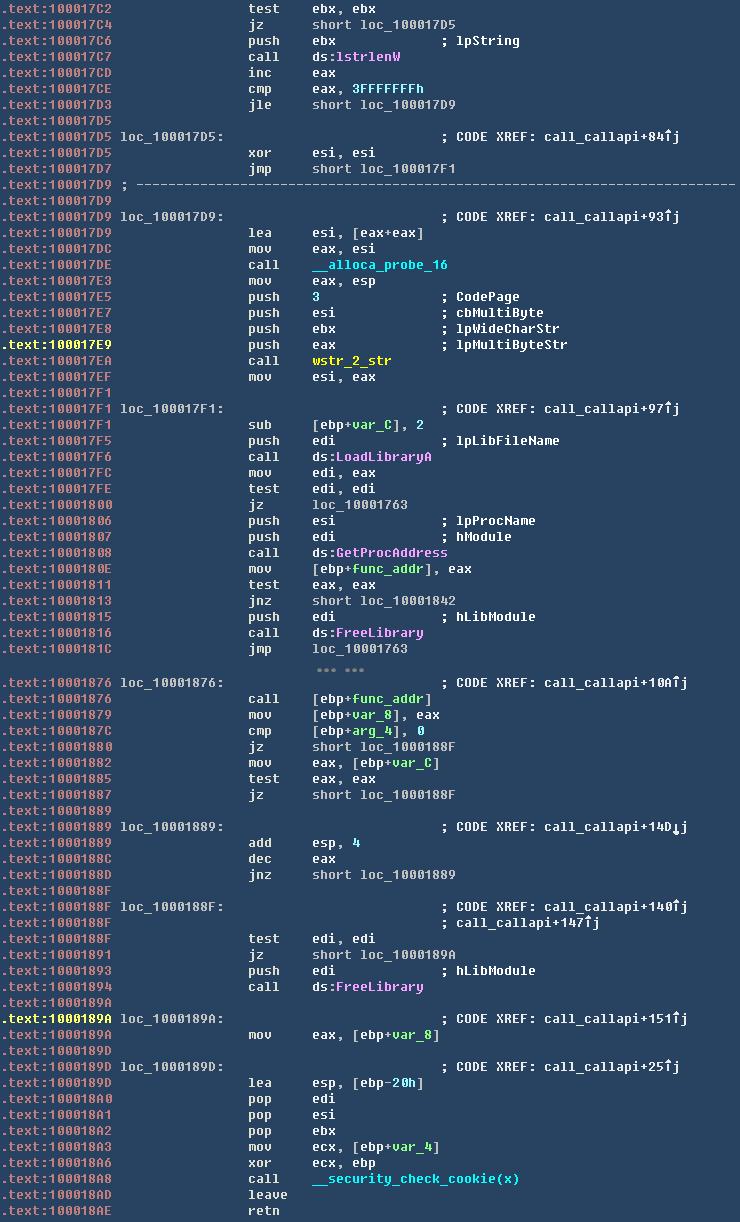 .text:100017C2 test ebx, ebx
.text:100017C4 jz short loc_100017D5
.text:100017C6 push ebx ; lpString
.text:100017C7 call ds:lstrlenW
.text:100017CD inc eax
.text:100017CE cmp eax, 3FFFFFFFh
.text:100017D3 jle short loc_100017D9
.text:100017D5
.text:100017D5 loc_100017D5: ; CODE XREF: call_callapi+84↑j
.text:100017D5 xor esi, esi
.text:100017D7 jmp short loc_100017F1
.text:100017D9 ; ---------------------------------------------------------------------------
.text:100017D9
.text:100017D9 loc_100017D9: ; CODE XREF: call_callapi+93↑j
.text:100017D9 lea esi, [eax+eax]
.text:100017DC mov eax, esi
.text:100017DE call __alloca_probe_16
.text:100017E3 mov eax, esp
.text:100017E5 push 3 ; CodePage
.text:100017E7 push esi ; cbMultiByte
.text:100017E8 push ebx ; lpWideCharStr
.text:100017E9 push eax ; lpMultiByteStr
.text:100017EA call wstr_2_str
.text:100017EF mov esi, eax
.text:100017F1
.text:100017F1 loc_100017F1: ; CODE XREF: call_callapi+97↑j
.text:100017F1 sub [ebp+var_C], 2
.text:100017F5 push edi ; lpLibFileName
.text:100017F6 call ds:LoadLibraryA
.text:100017FC mov edi, eax
.text:100017FE test edi, edi
.text:10001800 jz loc_10001763
.text:10001806 push esi ; lpProcName
.text:10001807 push edi ; hModule
.text:10001808 call ds:GetProcAddress
.text:1000180E mov [ebp+func_addr], eax
.text:10001811 test eax, eax
.text:10001813 jnz short loc_10001842
.text:10001815 push edi ; hLibModule
.text:10001816 call ds:FreeLibrary
.text:1000181C jmp loc_10001763
... ...
.text:10001876 loc_10001876: ; CODE XREF: call_callapi+10A↑j
.text:10001876 call [ebp+func_addr]
.text:10001879 mov [ebp+var_8], eax
.text:1000187C cmp [ebp+arg_4], 0
.text:10001880 jz short loc_1000188F
.text:10001882 mov eax, [ebp+var_C]
.text:10001885 test eax, eax
.text:10001887 jz short loc_1000188F
.text:10001889
.text:10001889 loc_10001889: ; CODE XREF: call_callapi+14D↓j
.text:10001889 add esp, 4
.text:1000188C dec eax
.text:1000188D jnz short loc_10001889
.text:1000188F
.text:1000188F loc_1000188F: ; CODE XREF: call_callapi+140↑j
.text:1000188F ; call_callapi+147↑j
.text:1000188F test edi, edi
.text:10001891 jz short loc_1000189A
.text:10001893 push edi ; hLibModule
.text:10001894 call ds:FreeLibrary
.text:1000189A
.text:1000189A loc_1000189A: ; CODE XREF: call_callapi+151↑j
.text:1000189A mov eax, [ebp+var_8]
.text:1000189D
.text:1000189D loc_1000189D: ; CODE XREF: call_callapi+25↑j
.text:1000189D lea esp, [ebp-20h]
.text:100018A0 pop edi
.text:100018A1 pop esi
.text:100018A2 pop ebx
.text:100018A3 mov ecx, [ebp+var_4]
.text:100018A6 xor ecx, ebp
.text:100018A8 call __security_check_cookie(x)
.text:100018AD leave
.text:100018AE retn